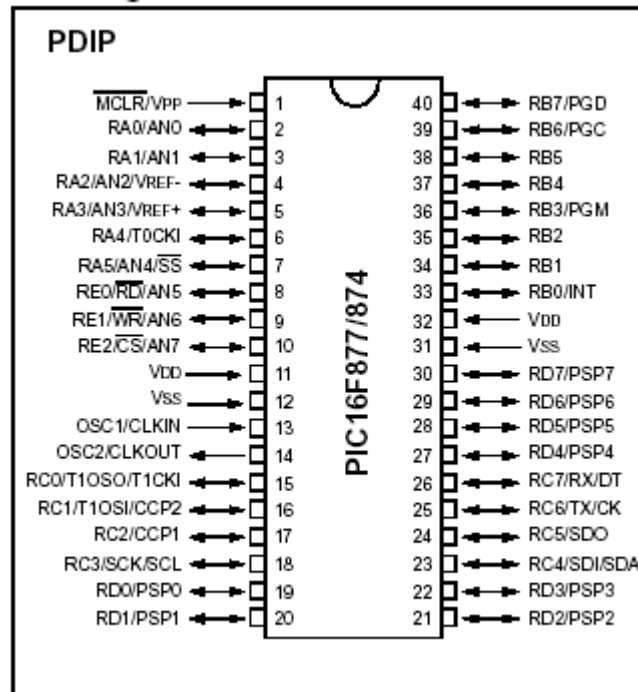 PDIP
MCLR/VPP 1 40 RB7/PGD
RA0/AN0 2 39 RB6/PGC
RA1/AN1 3 38 RB5
RA2/AN2/VREF- 4 37 RB4
RA3/AN3/VREF+ 5 36 RB3/PGM
RA4/T0CKI 6 35 RB2
RA5/AN4/SS 7 34 RB1
RE0/RD/AN5 8 33 RB0/INT
RE1/WR/AN6 9 32 VDD
RE2/CS/AN7 10 31 VSS
VDD 11 30 RD7/PSP7
VSS 12 29 RD6/PSP6
OSC1/CLKIN 13 28 RD5/PSP5
OSC2/CLKOUT 14 27 RD4/PSP4
RC0/T1OSO/T1CKI 15 26 RC7/RX/DT
RC1/T1OSI/CCP2 16 25 RC6/TX/CK
RC2/CCP1 17 24 RC5/SDO
RC3/SCK/SCL 18 23 RC4/SDI/SDA
RD0/PSP0 19 22 RD3/PSP3
RD1/PSP1 20 21 RD2/PSP2
PIC16F877/874